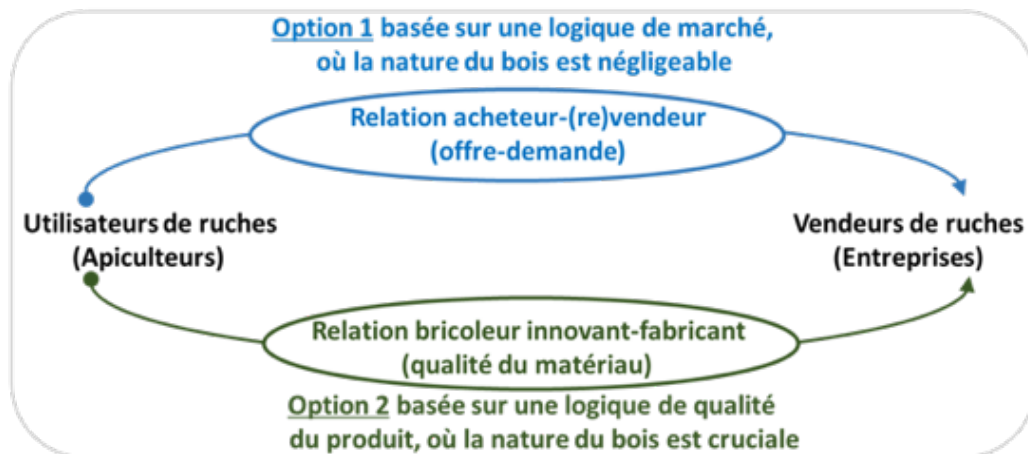 Option 1 basée sur une logique de marché,
où la nature du bois est négligeable
Relation acheteur-(re)vendeur
(offre-demande)
Utilisateurs de ruches
(Apiculteurs)
Vendeurs de ruches
(Entreprises)
Relation bricoleur innovant-fabricant
(qualité du matériau)
Option 2 basée sur une logique de qualité
du produit, où la nature du bois est cruciale